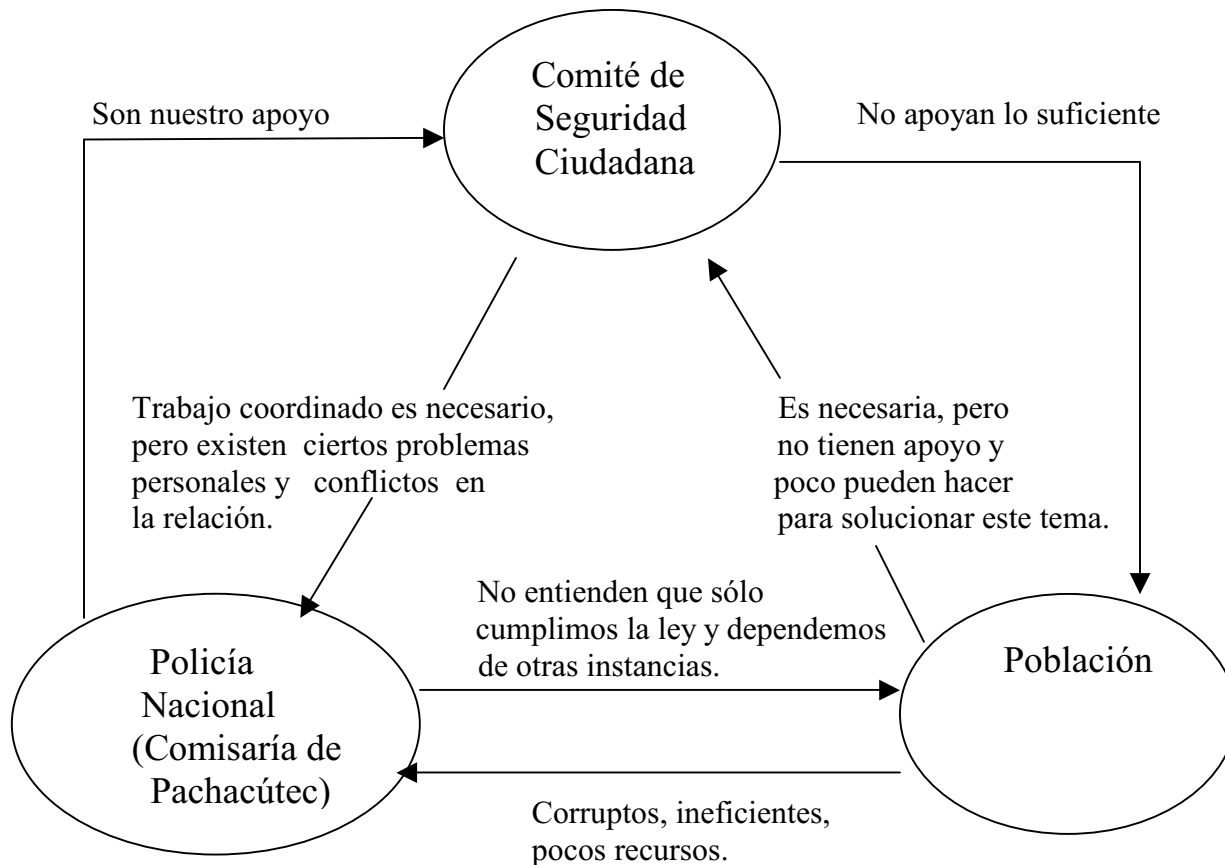 Comité de
Seguridad
Ciudadana
Son nuestro apoyo
No apoyan lo suficiente
Trabajo coordinado es necesario,
pero existen ciertos problemas
personales y conflictos en
la relación.
Es necesaria, pero
no tienen apoyo y
poco pueden hacer
para solucionar este tema.
No entienden que sólo
cumplimos la ley y dependemos
de otras instancias.
Policía
Nacional
(Comisaría de
Pachacútec)
Población
Corruptos, ineficientes,
pocos recursos.